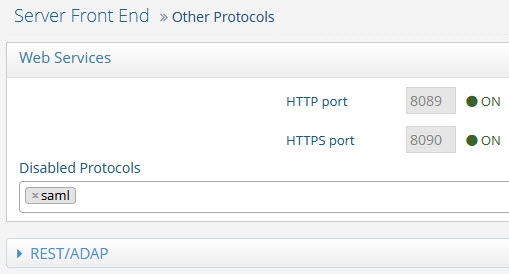 Server Front End » Other Protocols
Web Services
HTTP port 8089 ON
HTTPS port 8090 ON
Disabled Protocols
× saml
REST/ADAP